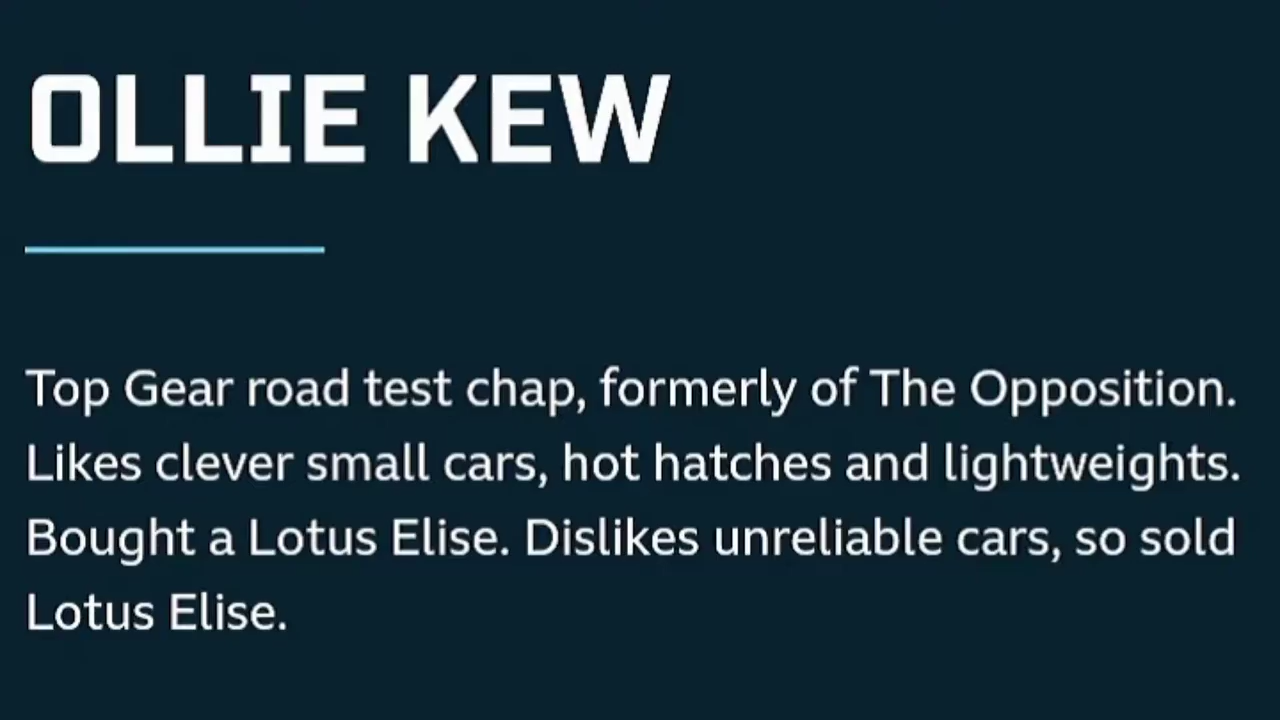 OLLIE KEW
Top Gear road test chap, formerly of The Opposition.
Likes clever small cars, hot hatches and lightweights.
Bought a Lotus Elise. Dislikes unreliable cars, so sold
Lotus Elise.